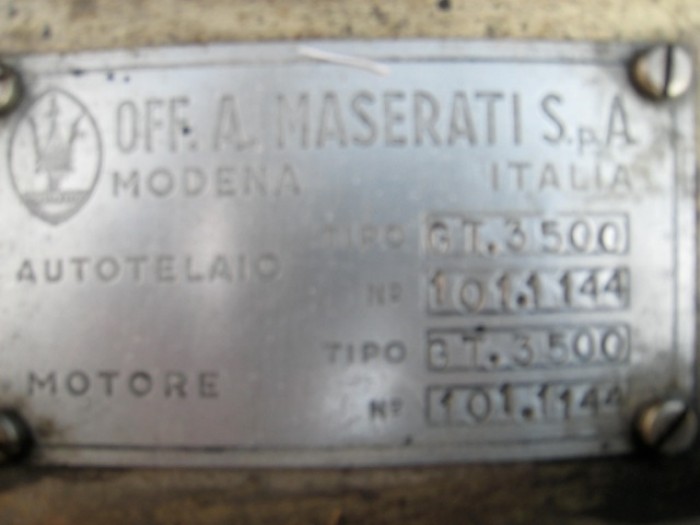 OFF. A. MASERATI S.p.A.
MODENA ITALIA
AUTOTELAIO TIPO GT.3500
Nº 101.1144
MOTORE TIPO GT.3500
Nº 101.1144